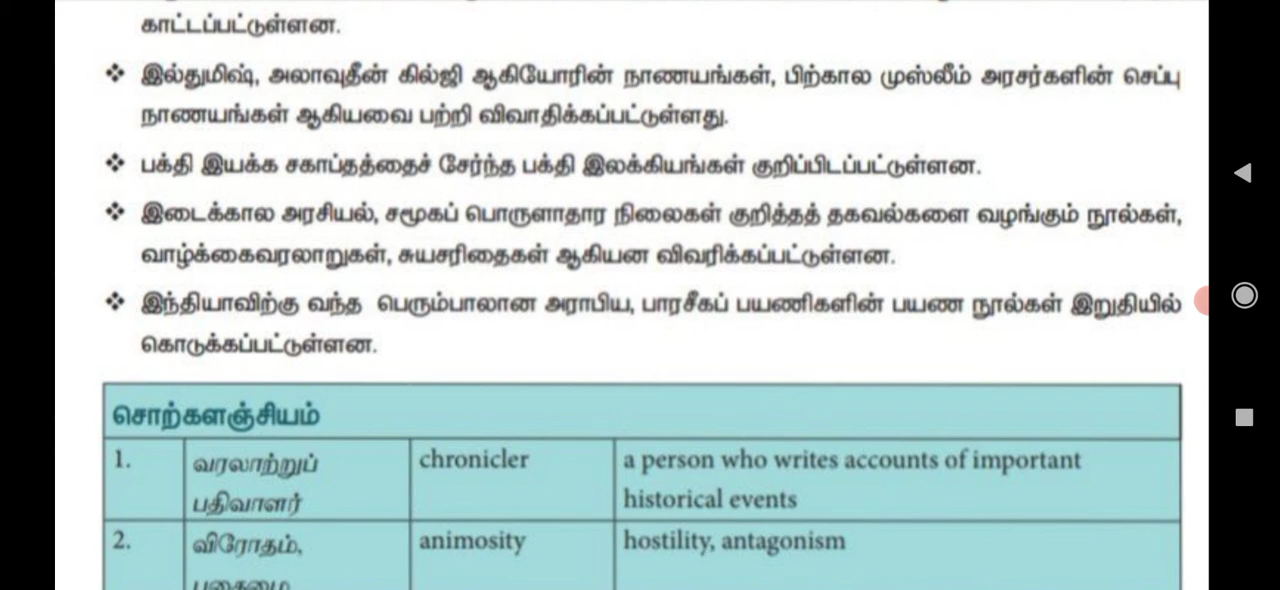 காட்டப்பட்டுள்ளன.
❖ இல்துமிஷ், அலாவுதீன் கில்ஜி ஆகியோரின் நாணயங்கள், பிற்கால முஸ்லீம் அரசர்களின் செப்பு
நாணயங்கள் ஆகியவை பற்றி விவாதிக்கப்பட்டுள்ளது.
❖ பக்தி இயக்க சகாப்தத்தைச் சேர்ந்த பக்தி இலக்கியங்கள் குறிப்பிடப்பட்டுள்ளன.
❖ இடைக்கால அரசியல், சமூகப் பொருளாதார நிலைகள் குறித்தத் தகவல்களை வழங்கும் நூல்கள்,
வாழ்க்கைவரலாறுகள், சுயசரிதைகள் ஆகியன விவரிக்கப்பட்டுள்ளன.
❖ இந்தியாவிற்கு வந்த பெரும்பாலான அராபிய, பாரசீகப் பயணிகளின் பயண நூல்கள் இறுதியில்
கொடுக்கப்பட்டுள்ளன.
சொற்களஞ்சியம்
1. வரலாற்றுப் chronicler a person who writes accounts of important
பதிவாளர் historical events
2. விரோதம், animosity hostility, antagonism
பகைமை